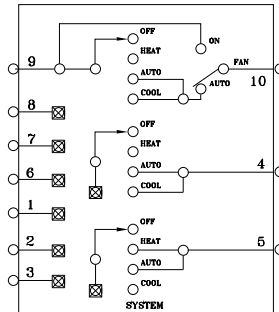 OFF
HEAT
ON
9
AUTO
FAN
10
AUTO
COOL
8
OFF
7
HEAT
6
AUTO
4
COOL
1
OFF
2
HEAT
5
3
AUTO
COOL
SYSTEM